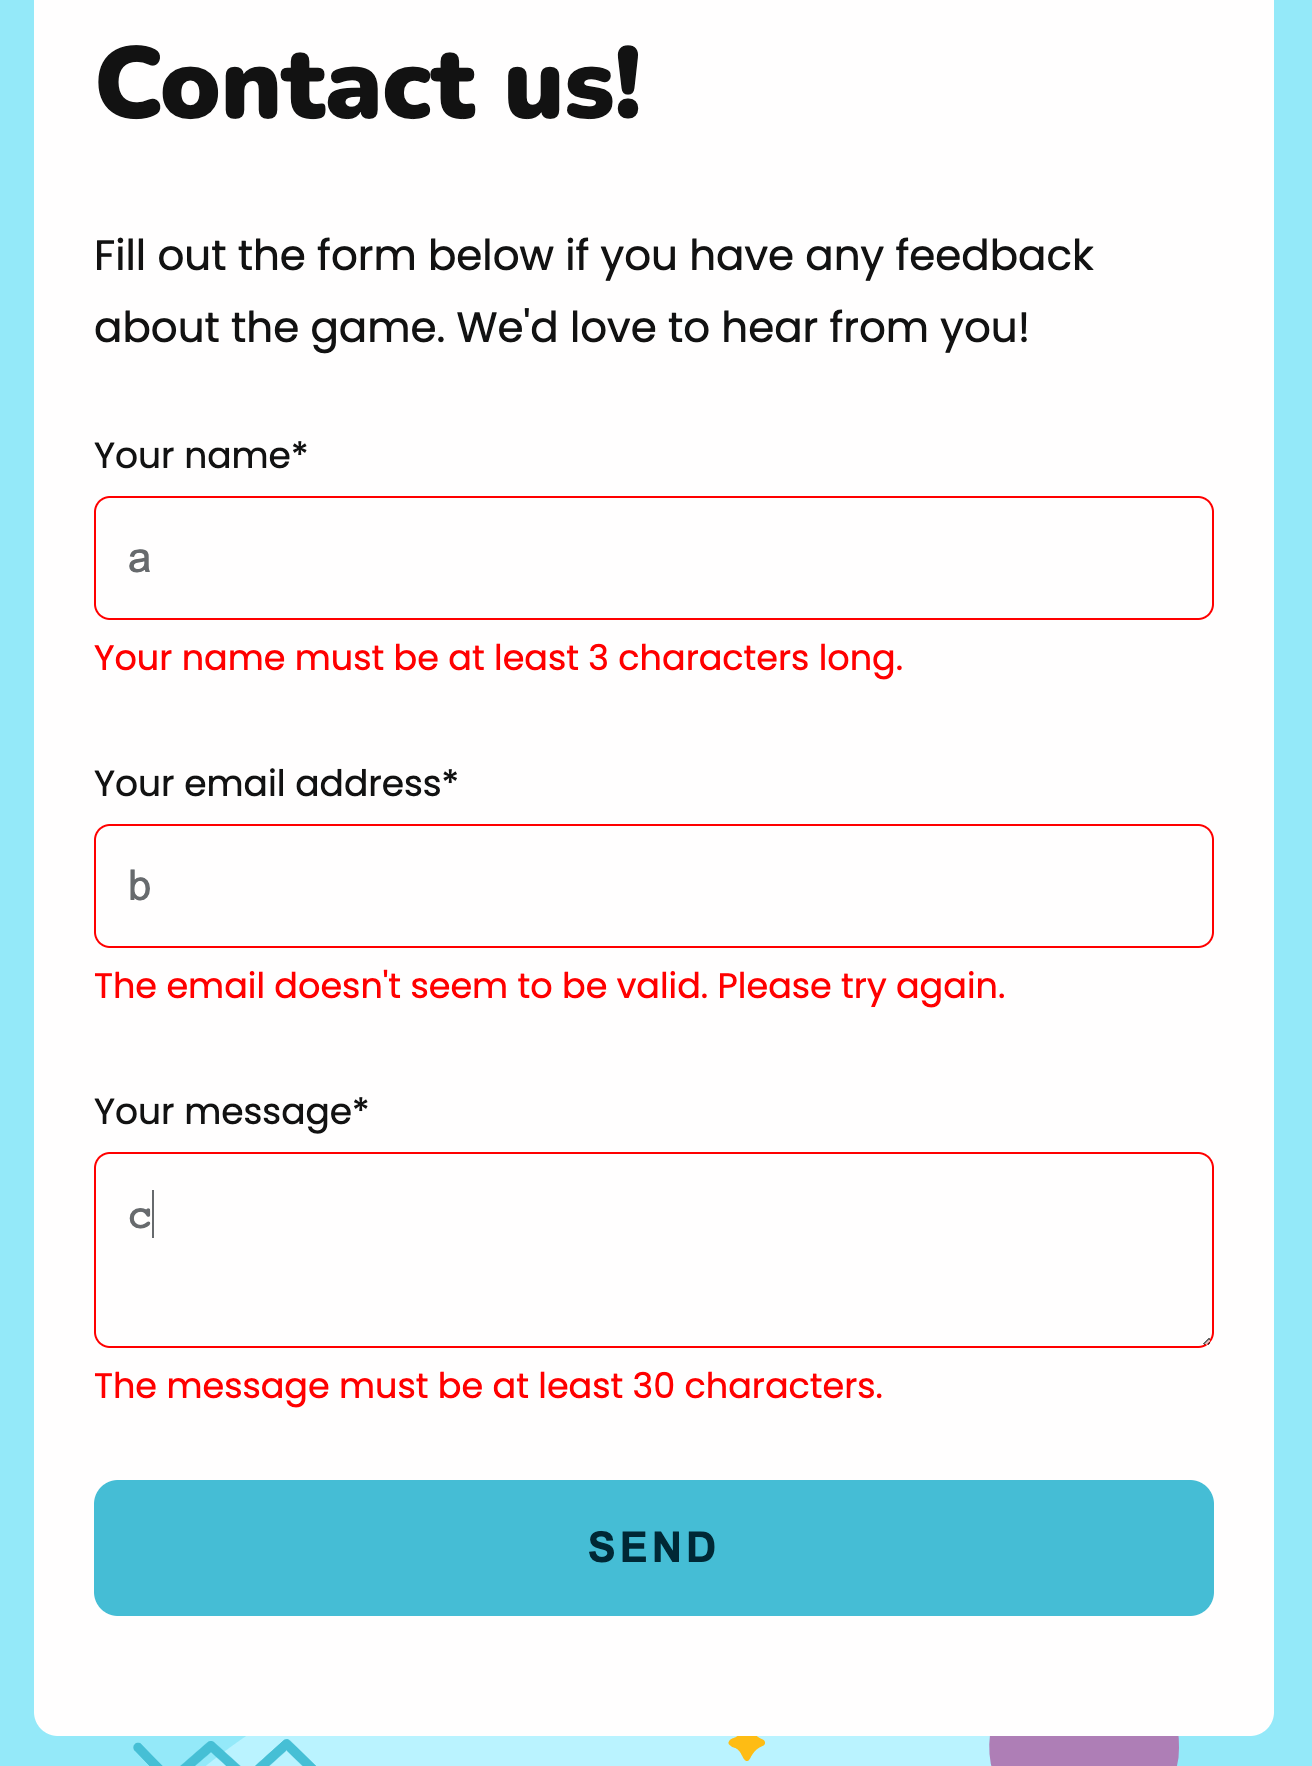 Contact us!
Fill out the form below if you have any feedback
about the game. We'd love to hear from you!
Your name*
a
Your name must be at least 3 characters long.
Your email address*
b
The email doesn't seem to be valid. Please try again.
Your message*
c
The message must be at least 30 characters.
SEND